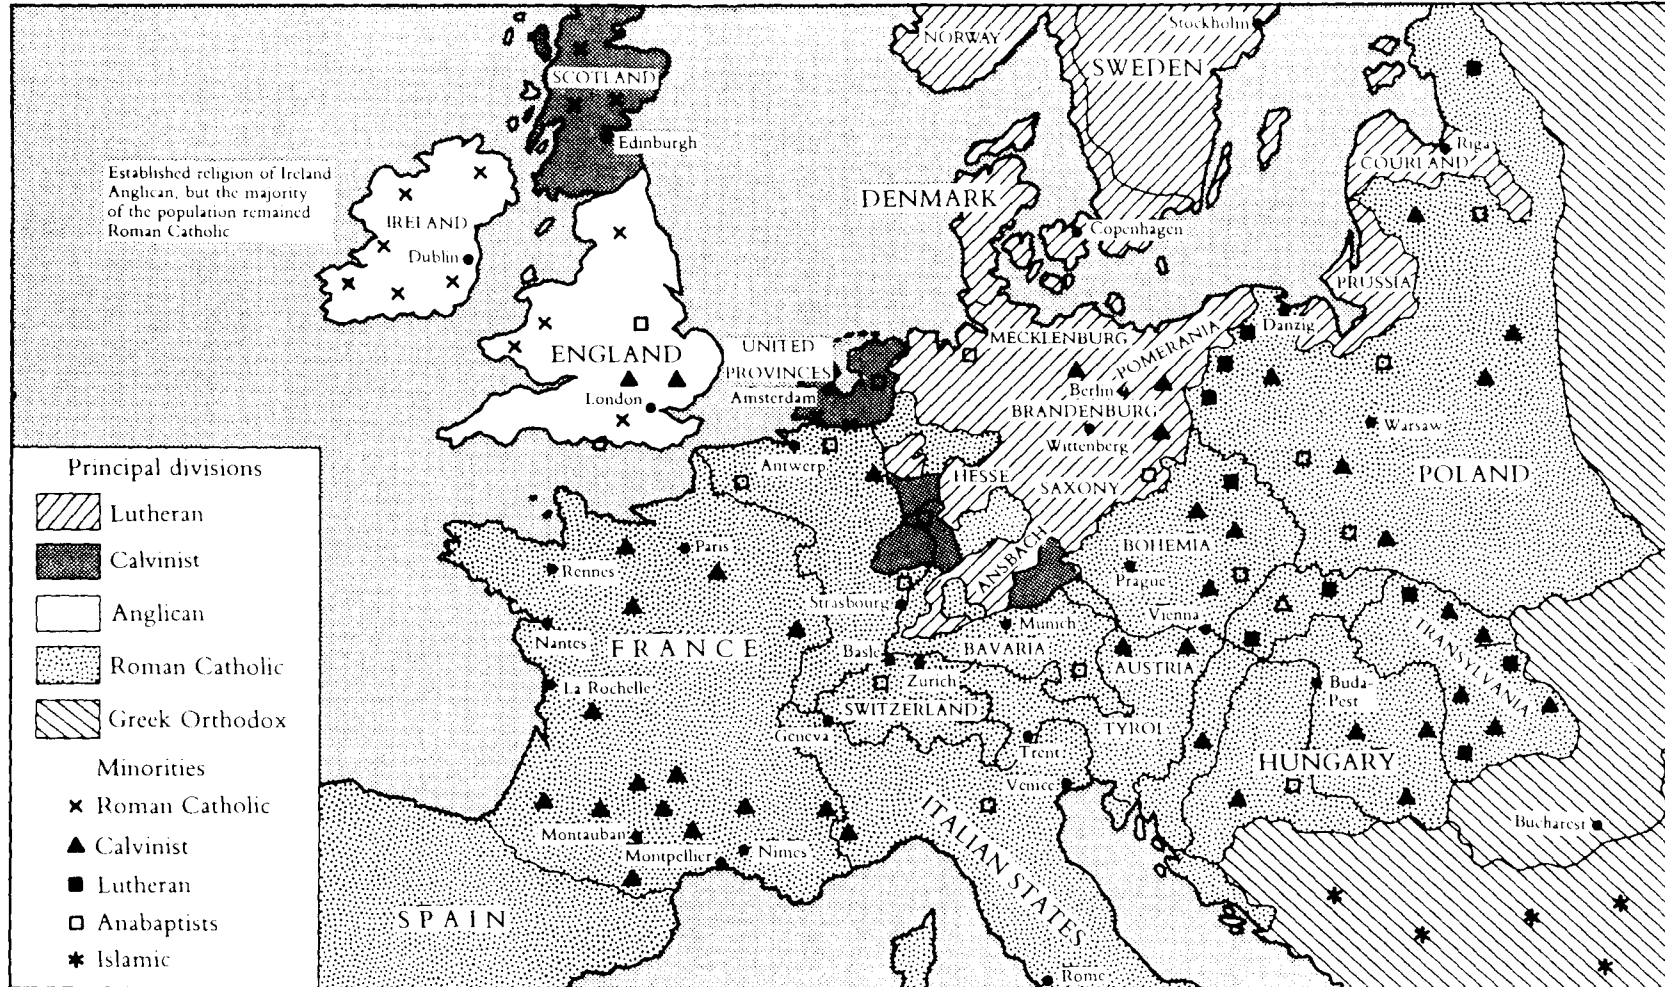 NORWAY
Stockholm
SWEDEN
SCOTLAND
Edinburgh
Riga
COURLAND
Established religion of Ireland
Anglican, but the majority
of the population remained
Roman Catholic
IRELAND
Dublin
DENMARK
Copenhagen
PRUSSIA
ENGLAND
London
UNITED
PROVINCES
Amsterdam
MECKLENBURG
POMERANIA
Danzig
Berlin
BRANDENBURG
Wittenberg
Warsaw
POLAND
Antwerp
HESSE
SAXONY
ANSBACH
BOHEMIA
Prague
Paris
Rennes
Nantes
FRANCE
La Rochelle
Strasbourg
Munich
Vienna
BAVARIA
AUSTRIA
Basle
Zurich
SWITZERLAND
Geneva
TYROL
Trent
Venice
Buda-
Pest
TRANSYLVANIA
HUNGARY
Bucharest
Montauban
Montpellier
Nimes
ITALIAN STATES
SPAIN
Rome
Principal divisions
Lutheran
Calvinist
Anglican
Roman Catholic
Greek Orthodox
Minorities
Roman Catholic
Calvinist
Lutheran
Anabaptists
Islamic